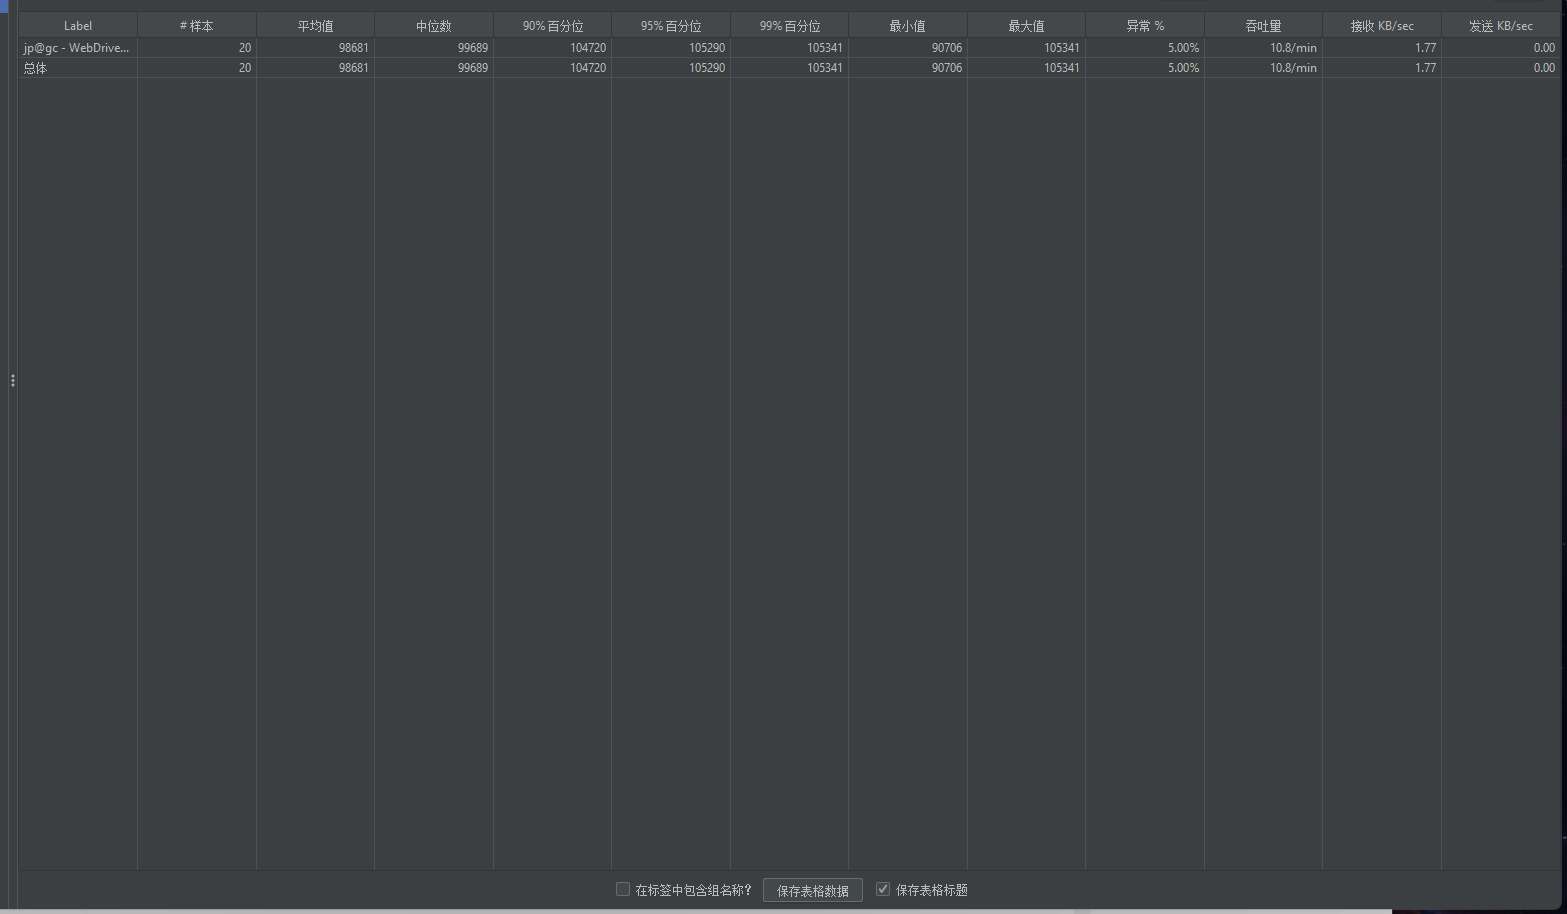 Label # 样本 平均值 中位数 90% 百分位 95% 百分位 99% 百分位 最小值 最大值 异常 % 吞吐量 接收 KB/sec 发送 KB/sec
jp@gc - WebDrive... 20 98681 99689 104720 105290 105341 90706 105341 5.00% 10.8/min 1.77 0.00
总体 20 98681 99689 104720 105290 105341 90706 105341 5.00% 10.8/min 1.77 0.00
在标签中包含组名称? 保存表格数据 保存表格标题